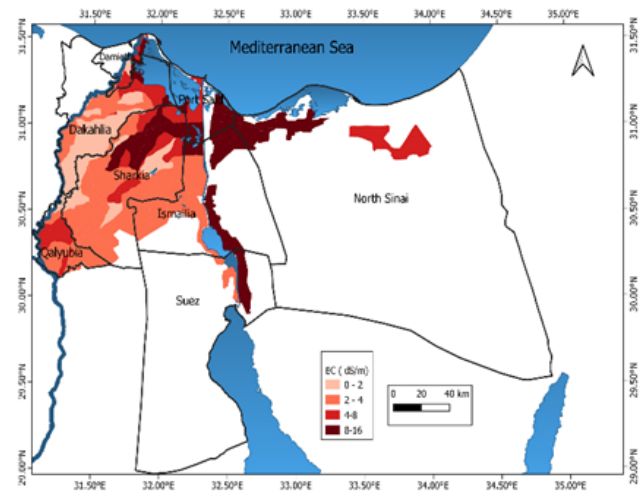 Mediterranean Sea
Damiet
Port Said
Dakahlia
Sharkia
North Sinai
Ismailia
Qalyubia
Suez
EC ( dS/m)
0 - 2
2 - 4
4-8
8-16
0 20 40 km
31.50°N
31.00°N
30.50°N
30.00°N
29.50°N
29.00°N
31.50°N
31.00°N
30.50°N
30.00°N
29.50°N
29.00°N
31.50°E 32.00°E 32.50°E 33.00°E 33.50°E 34.00°E 34.50°E 35.00°E
31.50°E 32.00°E 32.50°E 33.00°E 33.50°E 34.00°E 34.50°E 35.00°E